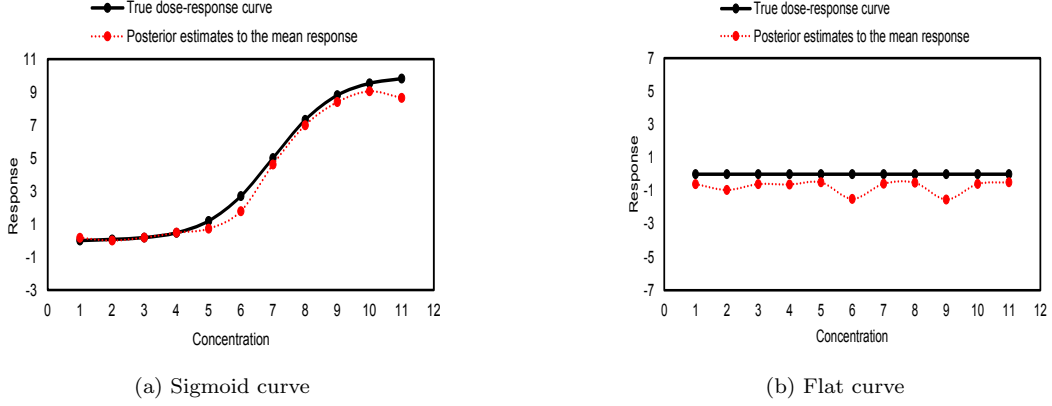 True dose-response curve
Posterior estimates to the mean response
11
9
7
5
3
1
-1
-3
Response
0 1 2 3 4 5 6 7 8 9 10 11 12
Concentration
(a) Sigmoid curve
True dose-response curve
Posterior estimates to the mean response
7
5
3
1
-1
-3
-5
-7
Response
0 1 2 3 4 5 6 7 8 9 10 11 12
Concentration
(b) Flat curve